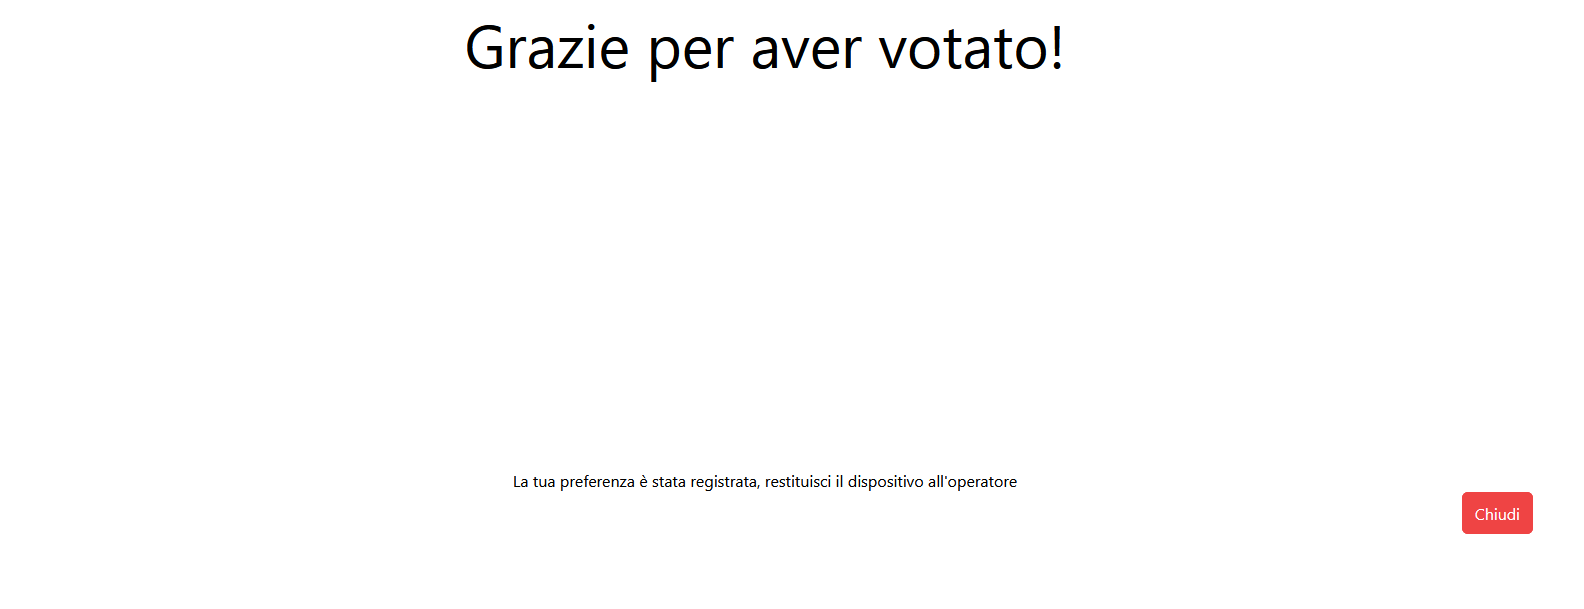 Grazie per aver votato!
La tua preferenza è stata registrata, restituisci il dispositivo all'operatore
Chiudi